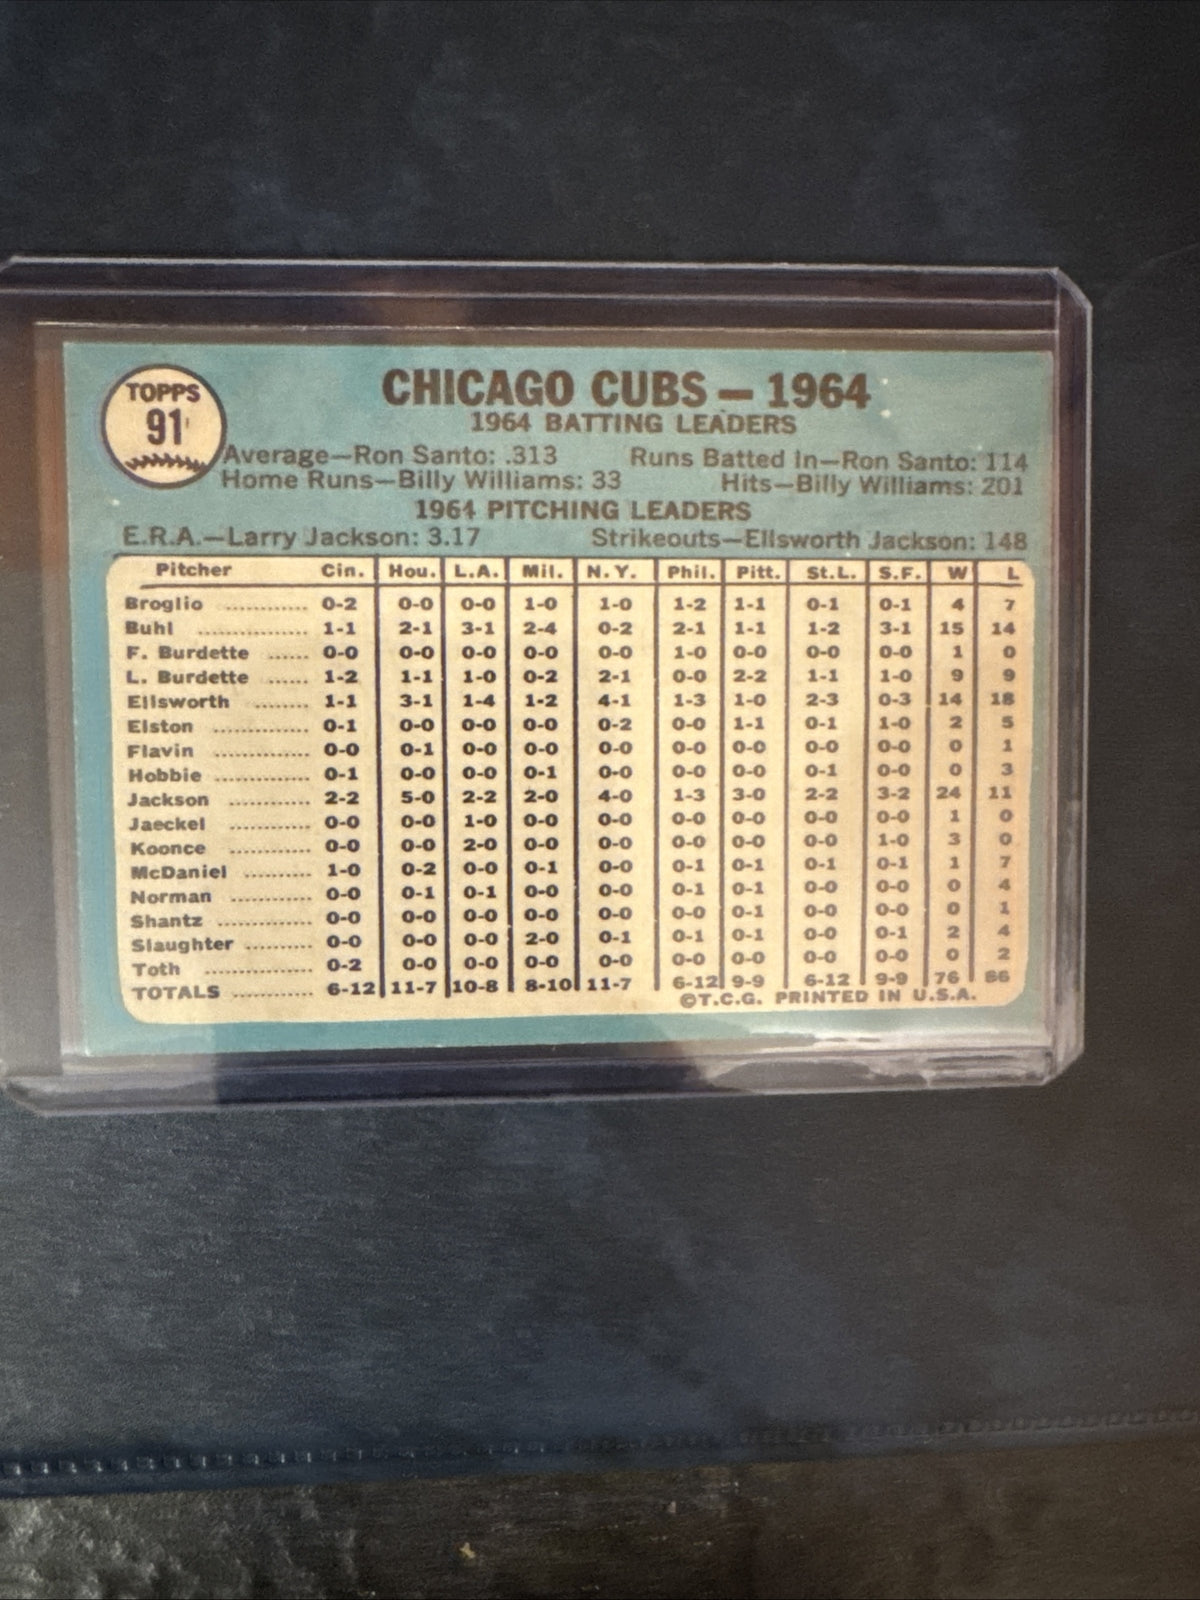 TOPPS
91
CHICAGO CUBS — 1964
1964 BATTING LEADERS
Average—Ron Santo: .313 Runs Batted In—Ron Santo: 114
Home Runs—Billy Williams: 33 Hits—Billy Williams: 201
1964 PITCHING LEADERS
E.R.A.—Larry Jackson: 3.17 Strikeouts—Ellsworth Jackson: 148
Pitcher Cin. Hou. L.A. Mil. N.Y. Phil. Pitt. St.L. S.F. W L
Broglio .............. 0-2 0-0 0-0 1-0 1-0 1-2 1-1 0-1 0-1 4 7
Buhl .................. 1-1 2-1 3-1 2-4 0-2 2-1 1-1 1-2 3-1 15 14
F. Burdette ...... 0-0 0-0 0-0 0-0 0-0 1-0 0-0 0-0 0-0 1 0
L. Burdette ...... 1-2 1-1 1-0 0-2 2-1 0-0 2-2 1-1 1-0 9 9
Ellsworth ......... 1-1 3-1 1-4 1-2 4-1 1-3 1-0 2-3 0-3 14 18
Elston ............... 0-1 0-0 0-0 0-0 0-2 0-0 1-1 0-1 1-0 2 5
Flavin ............... 0-0 0-1 0-0 0-0 0-0 0-0 0-0 0-0 0-0 0 1
Hobbie ............... 0-1 0-0 0-0 0-1 0-0 0-0 0-0 0-1 0-0 0 3
Jackson ............ 2-2 5-0 2-2 2-0 4-0 1-3 3-0 2-2 3-2 24 11
Jaeckel ............ 0-0 0-0 1-0 0-0 0-0 0-0 0-0 0-0 0-0 1 0
Koonce ............ 0-0 0-0 2-0 0-0 0-0 0-0 0-0 0-0 1-0 3 0
McDaniel .......... 1-0 0-2 0-0 0-1 0-0 0-1 0-1 0-1 0-1 1 7
Norman ............ 0-0 0-1 0-1 0-0 0-0 0-1 0-1 0-0 0-0 0 4
Shantz ............... 0-0 0-0 0-0 0-0 0-0 0-0 0-1 0-0 0-0 0 1
Slaughter .......... 0-0 0-0 0-0 2-0 0-1 0-1 0-1 0-0 0-1 2 4
Toth ................. 0-2 0-0 0-0 0-0 0-0 0-0 0-0 0-0 0-0 0 2
TOTALS ............ 6-12 11-7 10-8 8-10 11-7 6-12 9-9 6-12 9-9 76 86
©T.C.G. PRINTED IN U.S.A.